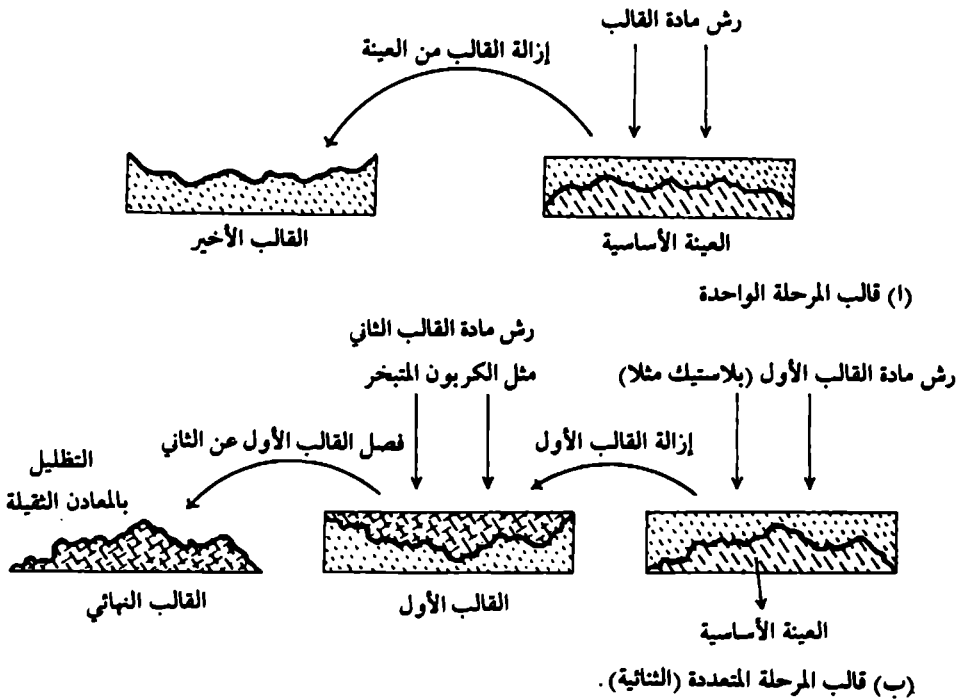 رش مادة القالب
إزالة القالب من العينة
العينة الأساسية
القالب الأخير
(ا) قالب المرحلة الواحدة
رش مادة القالب الأول (بلاستيك مثلا)
رش مادة القالب الثاني
مثل الكربون المتبخر
إزالة القالب الأول
فصل القالب الأول عن الثاني
التظليل
بالمعادن الثقيلة
القالب الأول
القالب النهائي
العينة الأساسية
(ب) قالب المرحلة المتعددة (الثنائية).